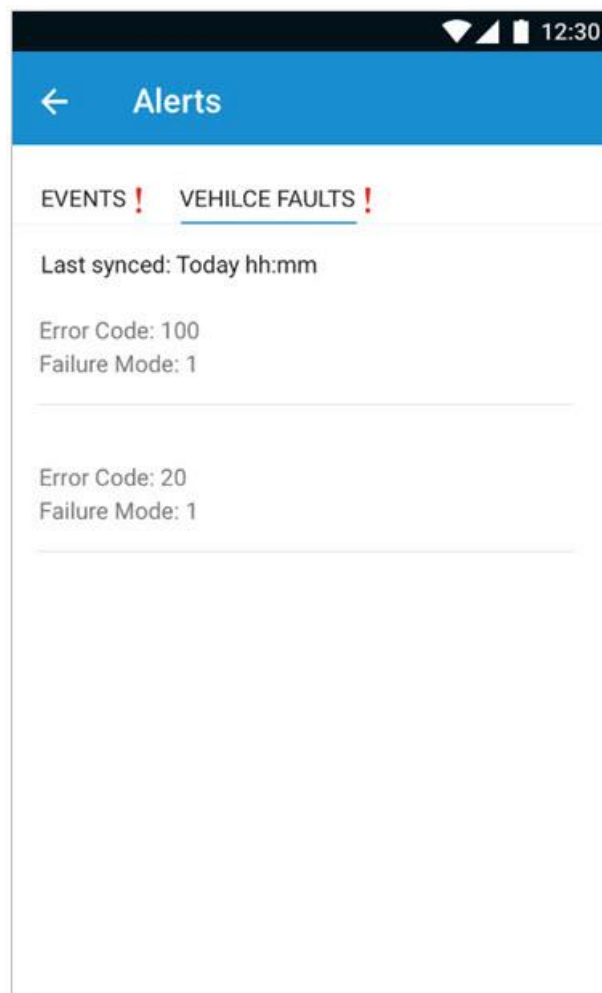 12:30
Alerts
EVENTS ! VEHILCE FAULTS !
Last synced: Today hh:mm
Error Code: 100
Failure Mode: 1
Error Code: 20
Failure Mode: 1